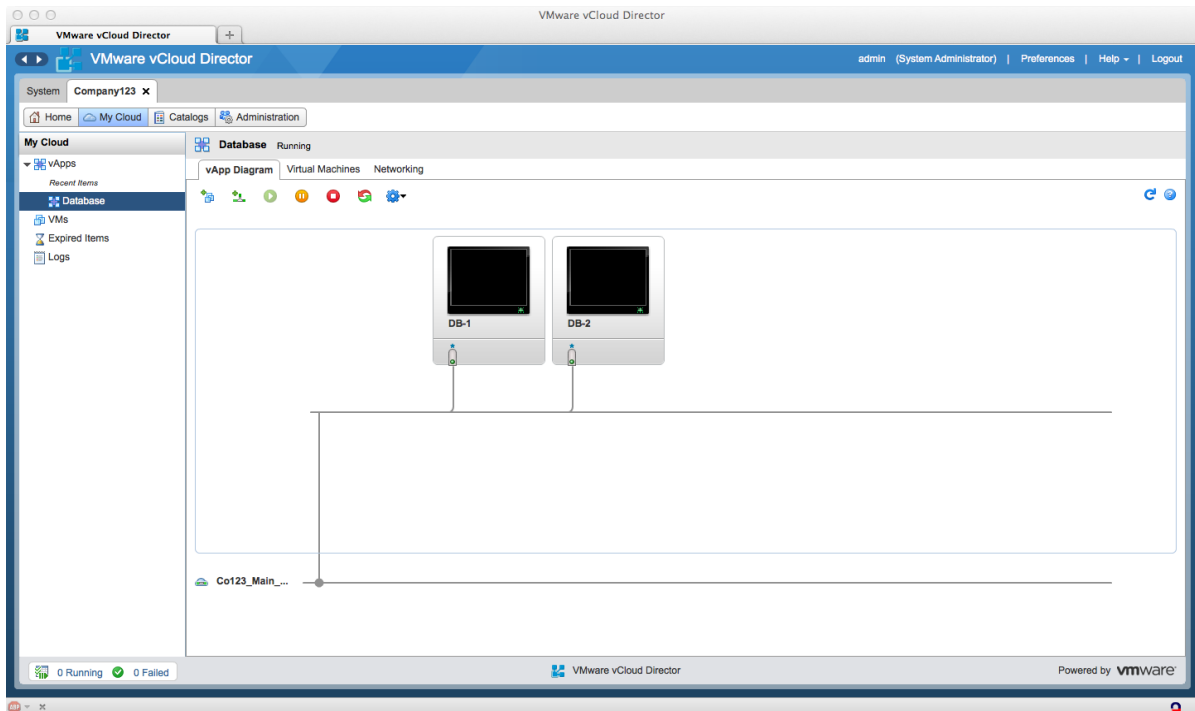 VMware vCloud Director
VMware vCloud Director +
VMware vCloud Director admin (System Administrator) | Preferences | Help | Logout
System Company123 x
Home My Cloud Catalogs Administration
My Cloud
Database Running
vApps
vApp Diagram Virtual Machines Networking
Recent Items
Database
VMs
Expired Items
Logs
DB-1 DB-2
Co123_Main_...
0 Running 0 Failed VMware vCloud Director Powered by vmware